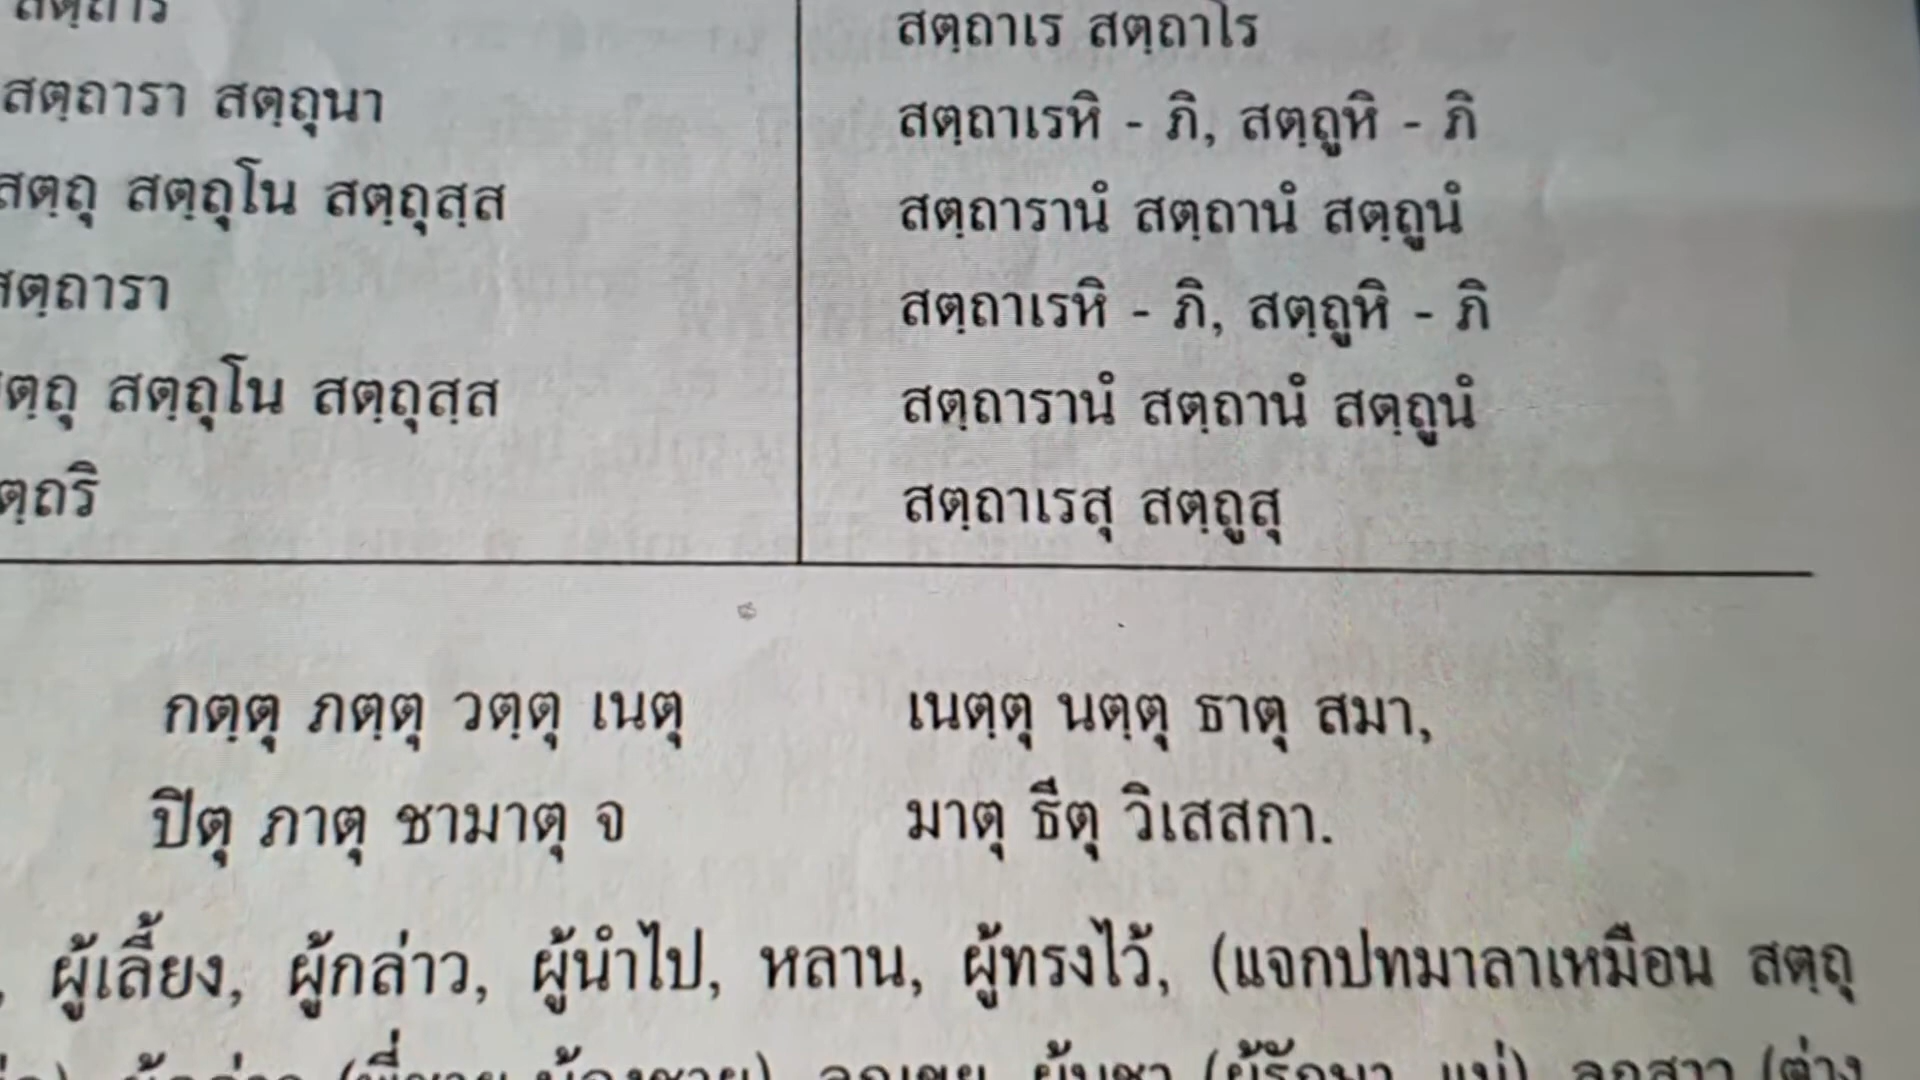 สตฺถาเร สตฺถาโร
สตฺถารา สตฺถุนา สตฺถาเรหิ - ภิ, สตฺถูหิ - ภิ
สตฺถุ สตฺถุโน สตฺถุสฺส สตฺถารานํ สตฺถานํ สตฺถูนํ
สตฺถารา สตฺถาเรหิ - ภิ, สตฺถูหิ - ภิ
สตฺถุโน สตฺถุสฺส สตฺถารานํ สตฺถานํ สตฺถูนํ
สตฺถาเรสุ สตฺถูสุ
กตฺตุ ภตฺตุ วตฺตุ เนตุ เนตฺตุ นตฺตุ ธาตุ สมา,
ปิตุ ภาตุ ชามาตุ จ มาตุ ธีตุ วิเสสกา.
, ผู้เลี้ยง, ผู้กล่าว, ผู้นำไป, หลาน, ผู้ทรงไว้, (แจกปทมาลาเหมือน สตฺถุ